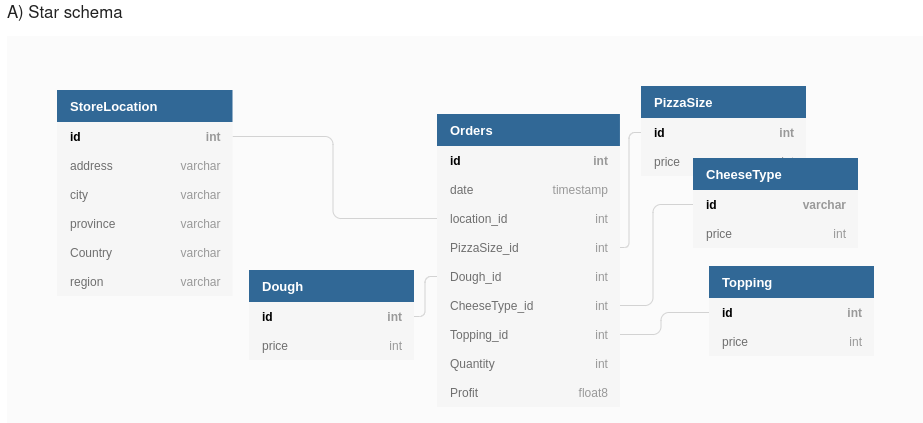 A) Star schema
StoreLocation
id int
address varchar
city varchar
province varchar
Country varchar
region varchar
Dough
id int
price int
Orders
id int
date timestamp
location_id int
PizzaSize_id int
Dough_id int
CheeseType_id int
Topping_id int
Quantity int
Profit float8
PizzaSize
id int
price
CheeseType
id varchar
price int
Topping
id int
price int